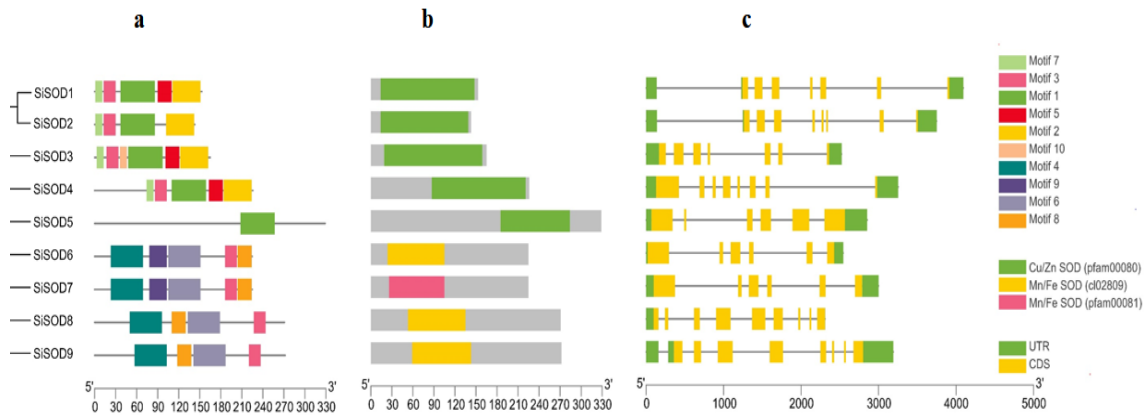 a b c
SiSOD1
SiSOD2
SiSOD3
SiSOD4
SiSOD5
SiSOD6
SiSOD7
SiSOD8
SiSOD9
5' 3'
0 30 60 90 120 150 180 210 240 270 300 330
5' 3'
0 30 60 90 120 150 180 210 240 270 300 330
5' 3'
0 1000 2000 3000 4000 5000
Motif 7
Motif 3
Motif 1
Motif 5
Motif 2
Motif 10
Motif 4
Motif 9
Motif 6
Motif 8
Cu/Zn SOD (pfam00080)
Mn/Fe SOD (cl02809)
Mn/Fe SOD (pfam00081)
UTR
CDS